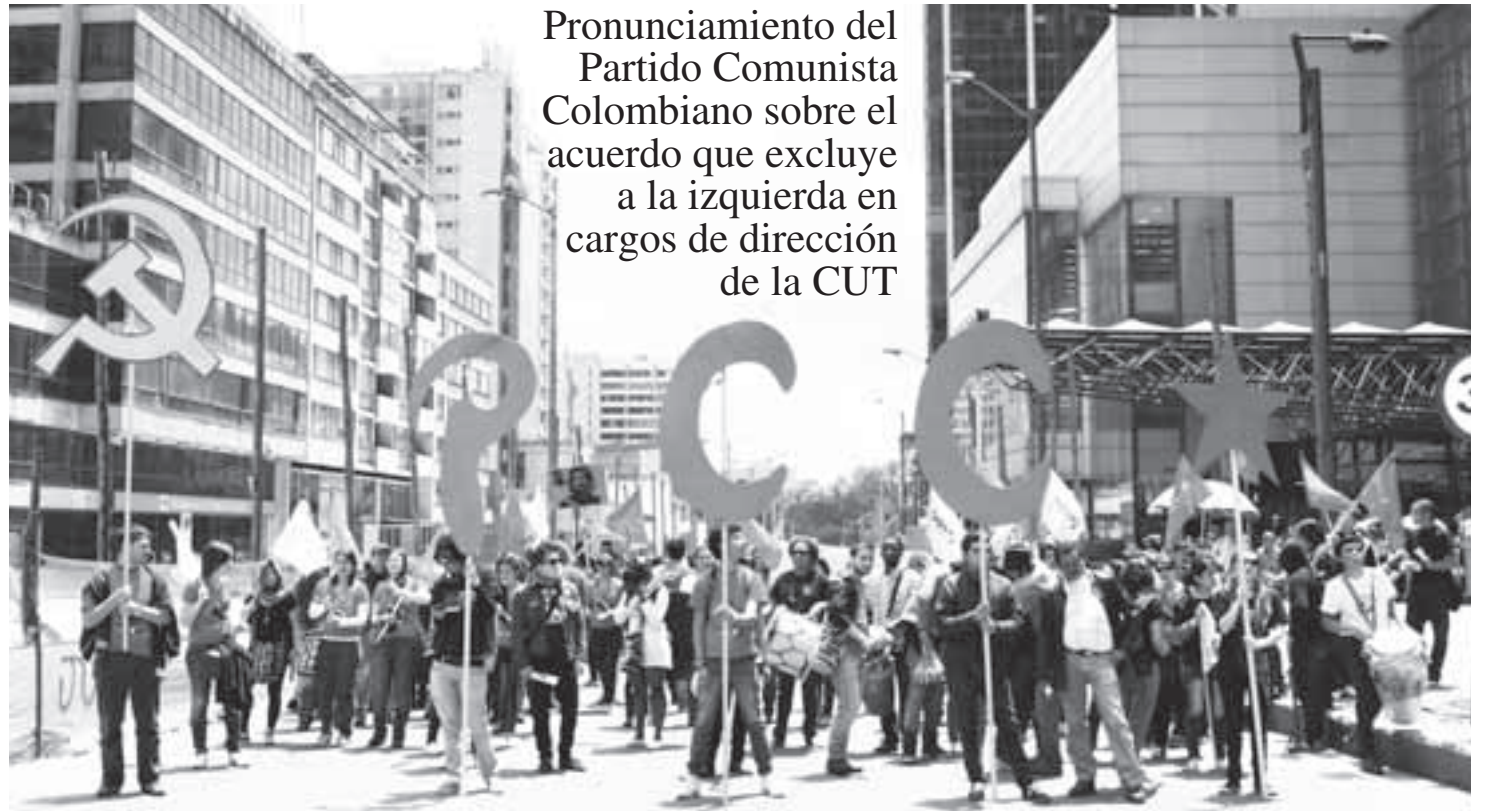 Pronunciamiento del
Partido Comunista
Colombiano sobre el
acuerdo que excluye
a la izquierda en
cargos de dirección
de la CUT
P C C
3